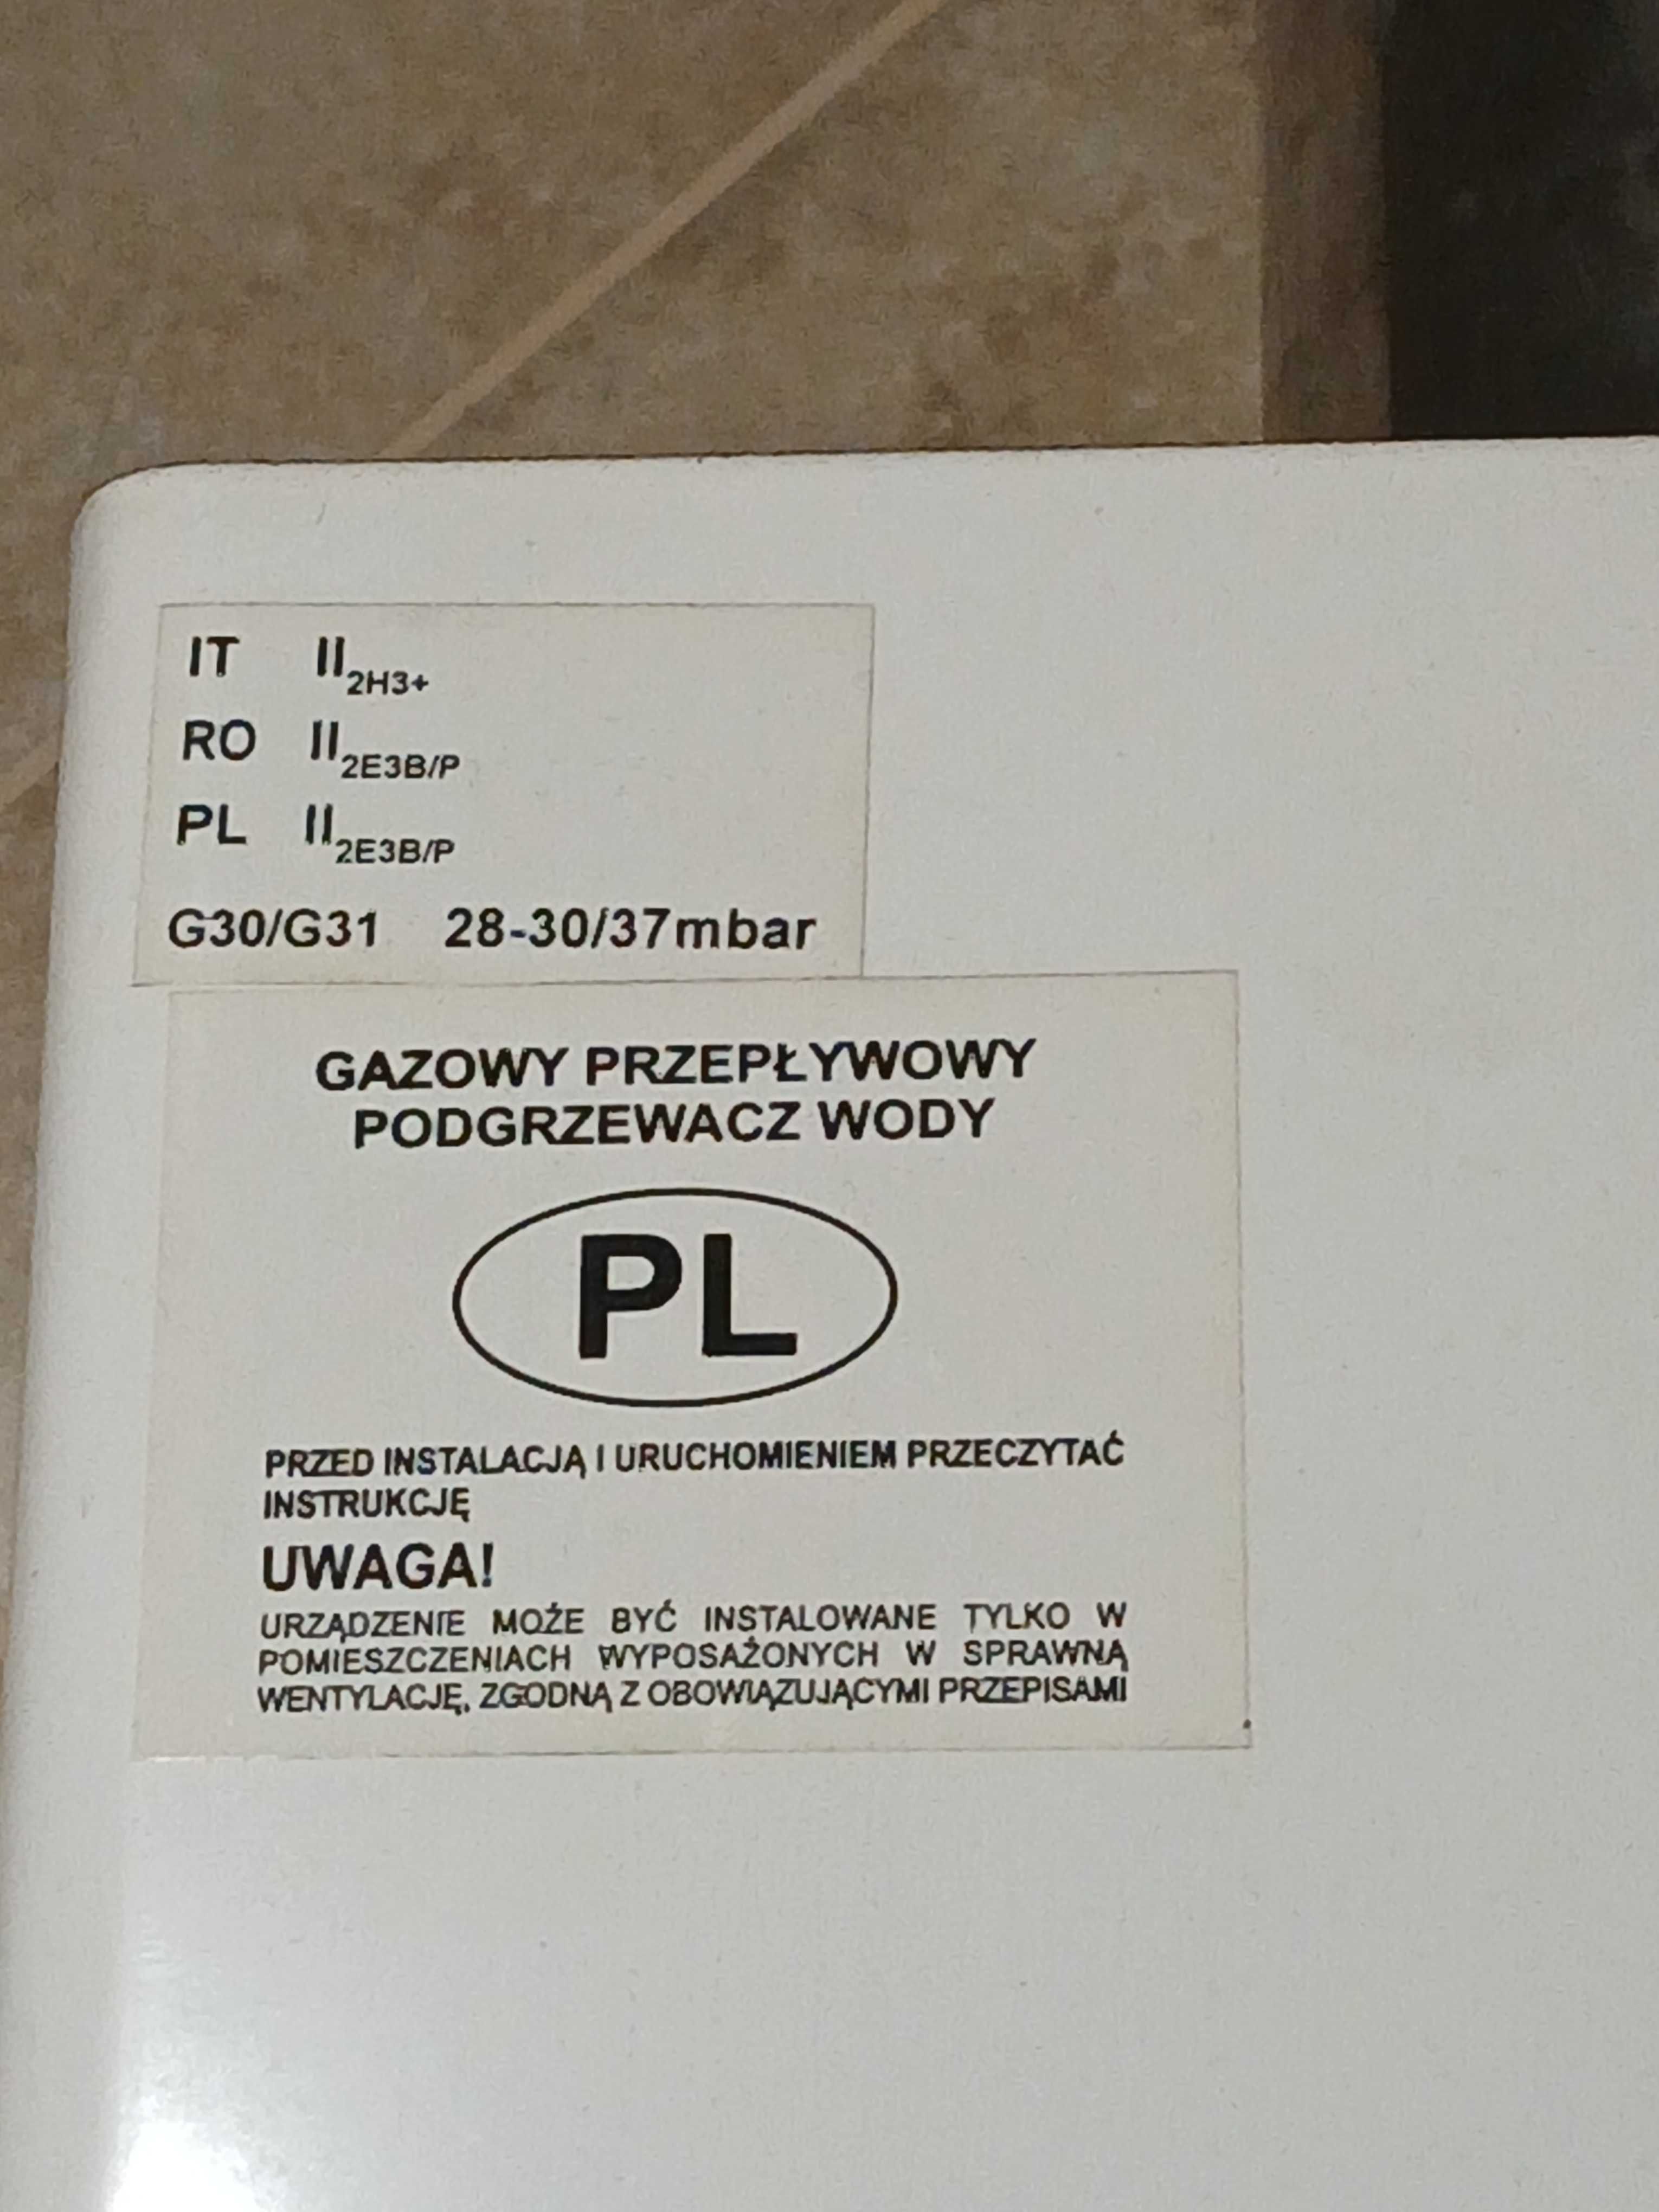 IT II2H3+
RO II2E3B/P
PL II2E3B/P
G30/G31 28-30/37mbar
GAZOWY PRZEPŁYWOWY
PODGRZEWACZ WODY
PL
PRZED INSTALACJĄ I URUCHOMIENIEM PRZECZYTAĆ
INSTRUKCJĘ
UWAGA!
URZĄDZENIE MOŻE BYĆ INSTALOWANE TYLKO W
POMIESZCZENIACH WYPOSAŻONYCH W SPRAWNĄ
WENTYLACJĘ, ZGODNĄ Z OBOWIĄZUJĄCYMI PRZEPISAMI